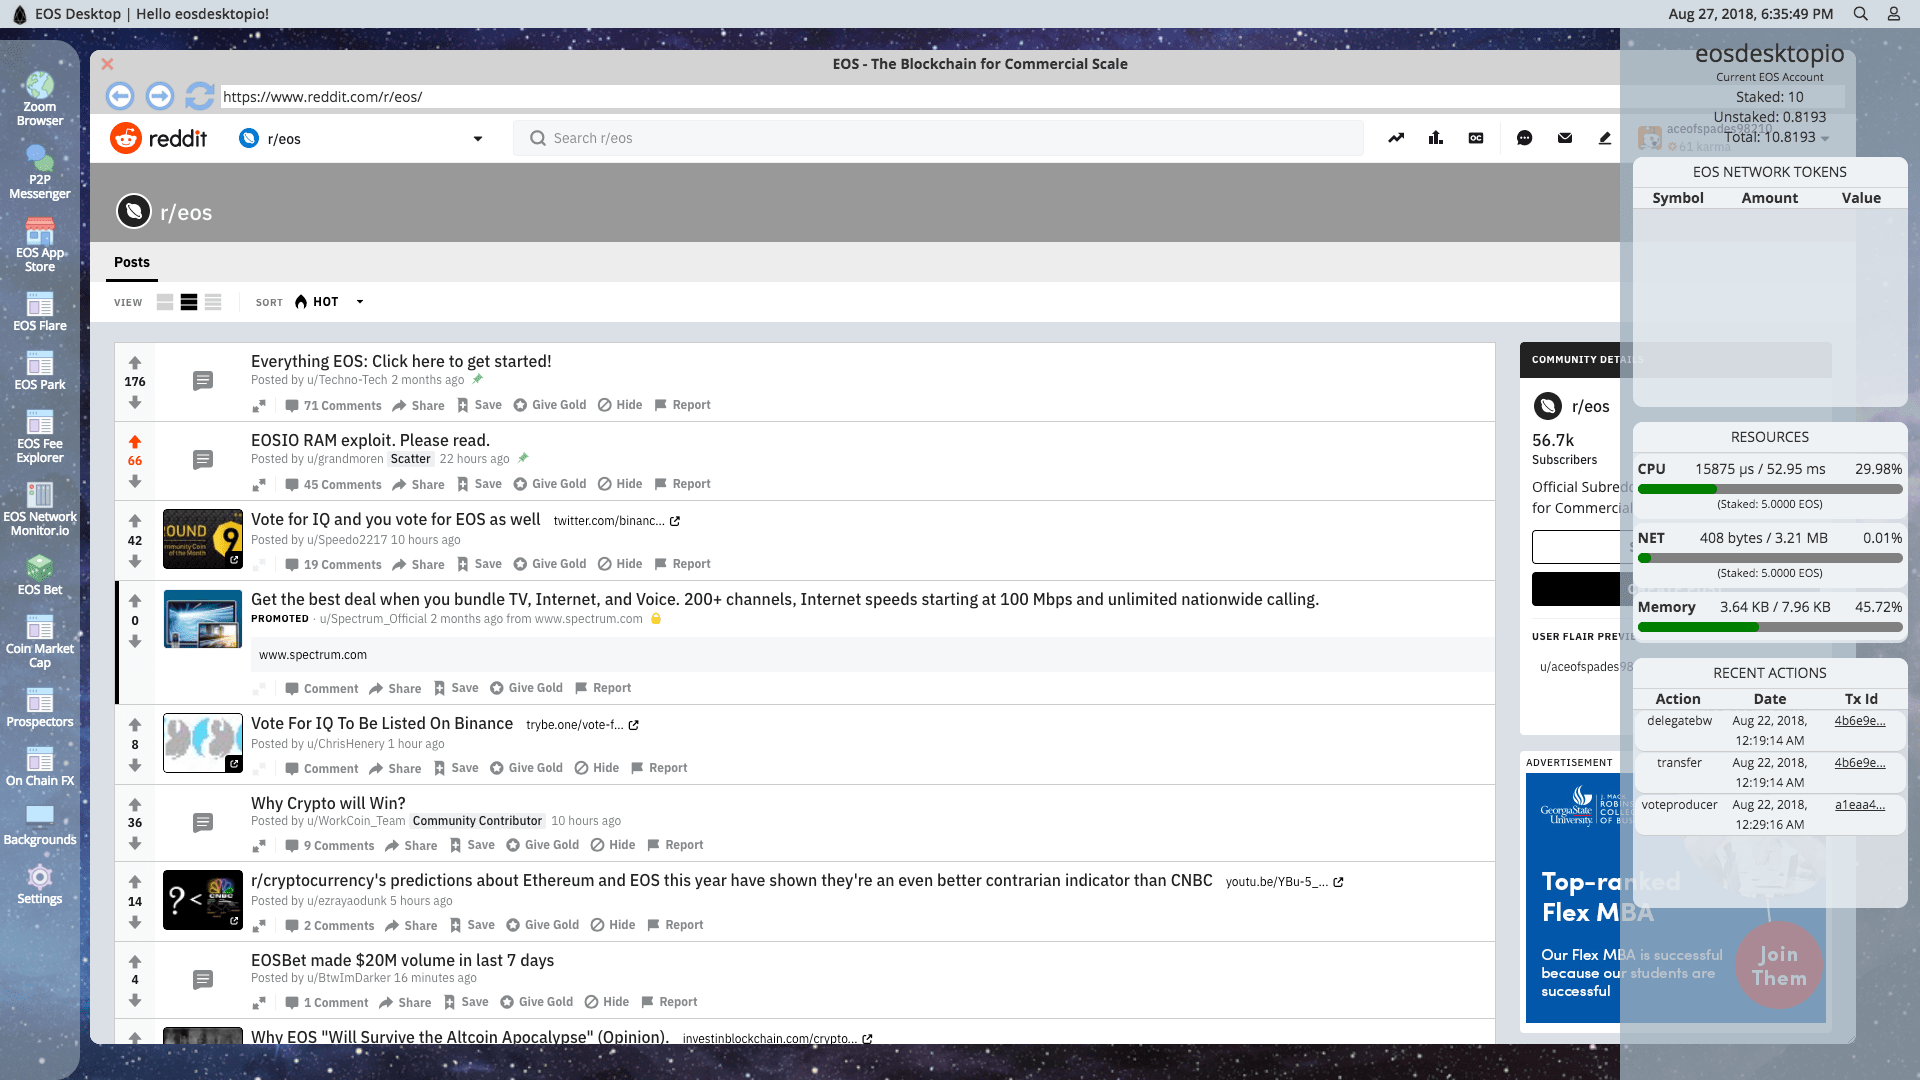 EOS Desktop | Hello eosdesktopio!
Aug 27, 2018, 6:35:49 PM
Zoom
Browser
P2P
Messenger
EOS App
Store
EOS Flare
EOS Park
EOS Fee
Explorer
EOS Network
Monitor.io
EOS Bet
Coin Market
Cap
Prospectors
On Chain FX
Backgrounds
Settings
EOS - The Blockchain for Commercial Scale
https://www.reddit.com/r/eos/
reddit
r/eos
Search r/eos
aceofspades98210
61 karma
r/eos
Posts
VIEW
SORT
HOT
176
Everything EOS: Click here to get started!
Posted by u/Techno-Tech 2 months ago
71 Comments Share Save Give Gold Hide Report
66
EOSIO RAM exploit. Please read.
Posted by u/grandmoren Scatter 22 hours ago
45 Comments Share Save Give Gold Hide Report
42
Vote for IQ and you vote for EOS as well twitter.com/binanc...
Posted by u/Speedo2217 10 hours ago
19 Comments Share Save Give Gold Hide Report
0
Get the best deal when you bundle TV, Internet, and Voice. 200+ channels, Internet speeds starting at 100 Mbps and unlimited nationwide calling.
PROMOTED · u/Spectrum_Official 2 months ago from www.spectrum.com
www.spectrum.com
Comment Share Save Give Gold Report
8
Vote For IQ To Be Listed On Binance trybe.one/vote-f...
Posted by u/ChrisHenery 1 hour ago
Comment Share Save Give Gold Hide Report
36
Why Crypto will Win?
Posted by u/WorkCoin_Team Community Contributor 10 hours ago
9 Comments Share Save Give Gold Hide Report
14
? <
CNBC
r/cryptocurrency's predictions about Ethereum and EOS this year have shown they're an even better contrarian indicator than CNBC youtu.be/YBu-5_...
Posted by u/ezrayaodunk 5 hours ago
2 Comments Share Save Give Gold Hide Report
4
EOSBet made $20M volume in last 7 days
Posted by u/BtwImDarker 16 minutes ago
1 Comment Share Save Give Gold Hide Report
Why EOS "Will Survive the Altcoin Apocalypse" (Opinion). investinblockchain.com/crypto...
COMMUNITY DETAILS
r/eos
56.7k
Subscribers
Official Subred
for Commercial
USER FLAIR PREVIE
u/aceofspades98
ADVERTISEMENT
Georgia State
University
Top-ranked
Flex MBA
Our Flex MBA is successful
because our students are
successful
Join
Them
eosdesktopio
Current EOS Account
Staked: 10
Unstaked: 0.8193
Total: 10.8193
EOS NETWORK TOKENS
Symbol Amount Value
RESOURCES
CPU 15875 µs / 52.95 ms 29.98%
(Staked: 5.0000 EOS)
NET 408 bytes / 3.21 MB 0.01%
(Staked: 5.0000 EOS)
Memory 3.64 KB / 7.96 KB 45.72%
RECENT ACTIONS
Action Date Tx Id
delegatebw Aug 22, 2018, 4b6e9e...
12:19:14 AM
transfer Aug 22, 2018, 4b6e9e...
12:19:14 AM
voteproducer Aug 22, 2018, a1eaa4...
12:29:16 AM